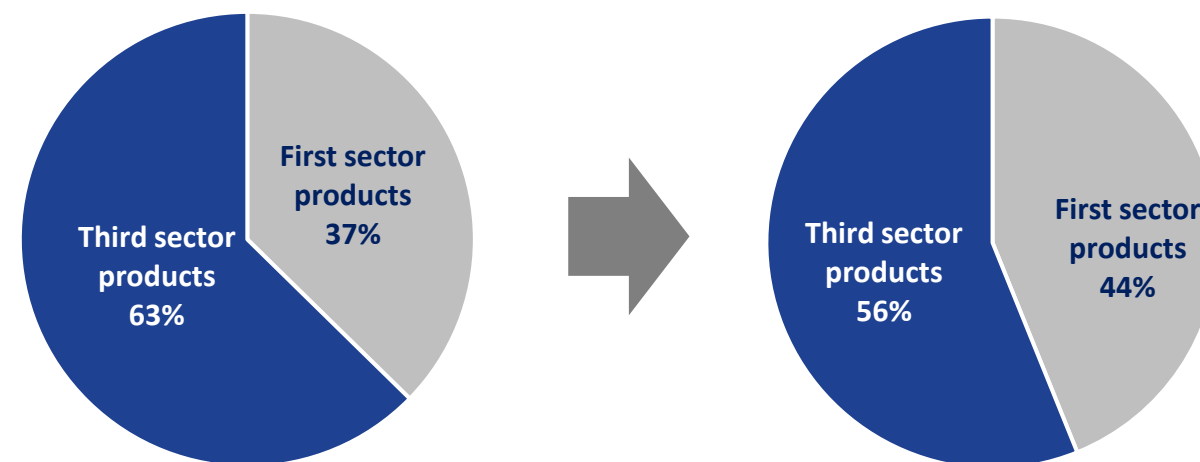 First sector
products
37%
Third sector
products
63%
First sector
products
44%
Third sector
products
56%